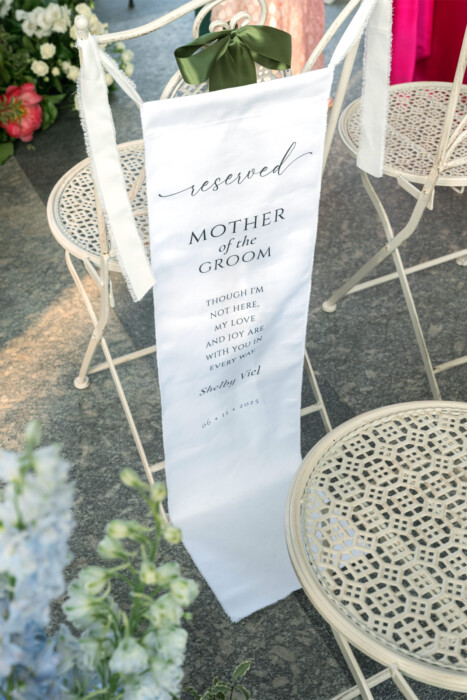 reserved
MOTHER
of the
GROOM
THOUGH I'M
NOT HERE,
MY LOVE
AND JOY ARE
WITH YOU IN
EVERY WAY
Shelby Viel
06 • 11 • 2025